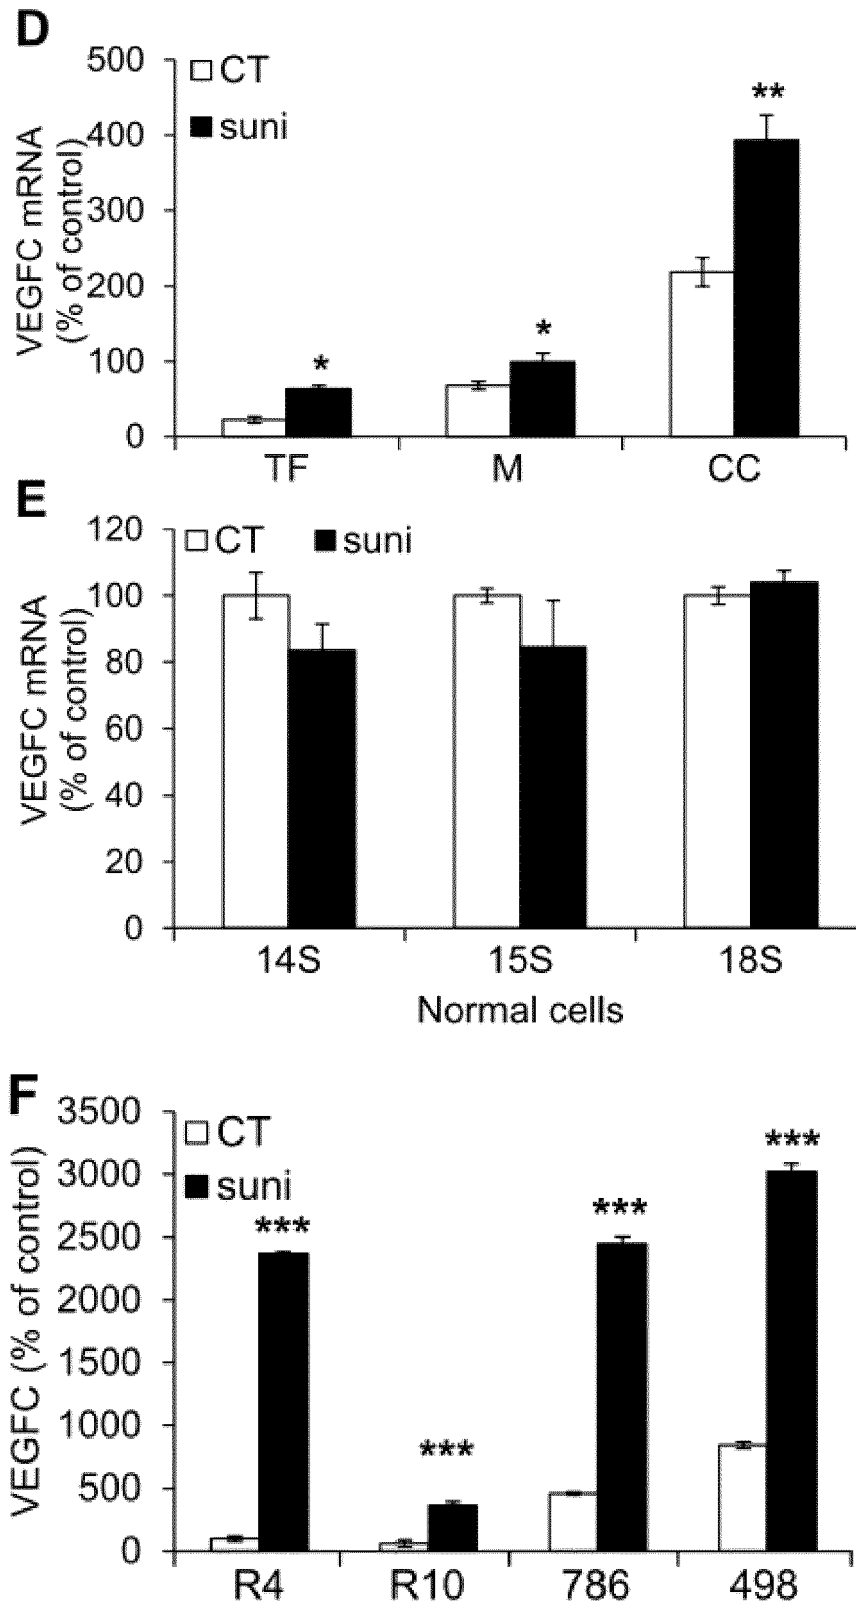 D
VEGFC mRNA
(% of control)
500
400
300
200
100
0
CT
suni
*
*
**
TF M CC
E
VEGFC mRNA
(% of control)
120
100
80
60
40
20
0
CT suni
14S 15S 18S
Normal cells
F
VEGFC (% of control)
3500
3000
2500
2000
1500
1000
500
0
CT
suni
***
***
***
***
R4 R10 786 498